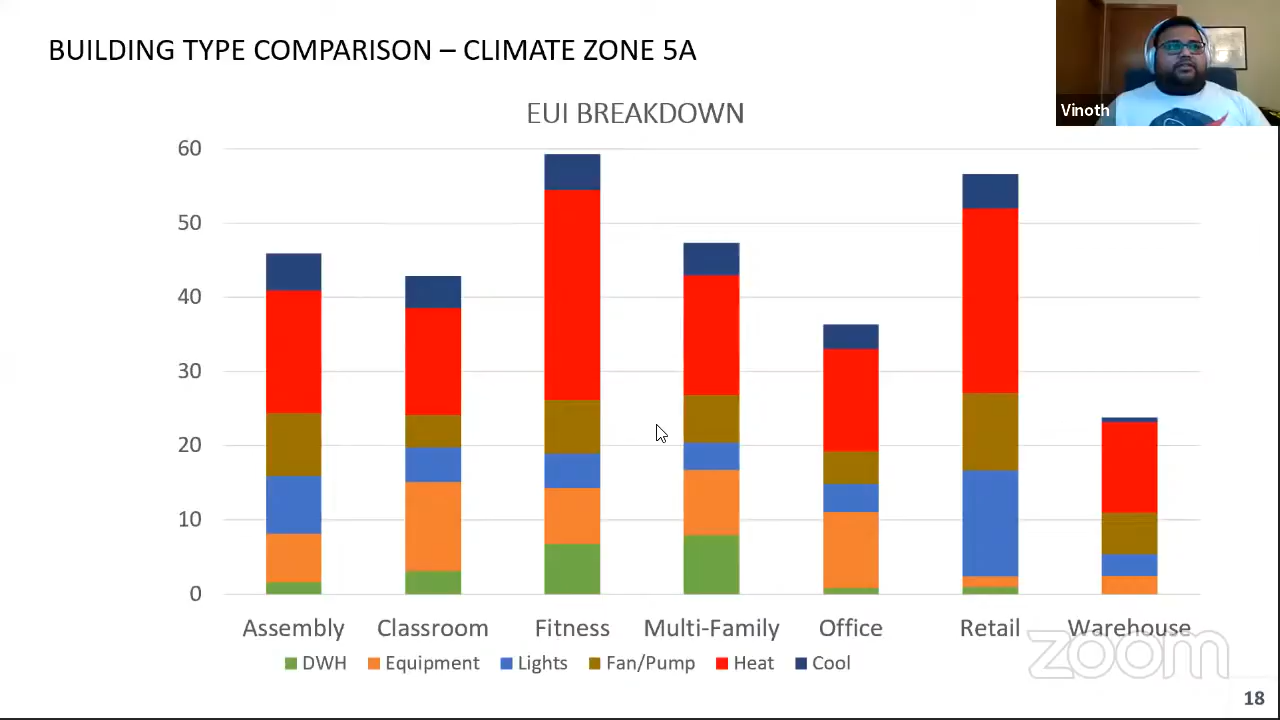 BUILDING TYPE COMPARISON – CLIMATE ZONE 5A
Vinoth
EUI BREAKDOWN
60
50
40
30
20
10
0
Assembly Classroom Fitness Multi-Family Office Retail Warehouse
DWH Equipment Lights Fan/Pump Heat Cool
zoom
18